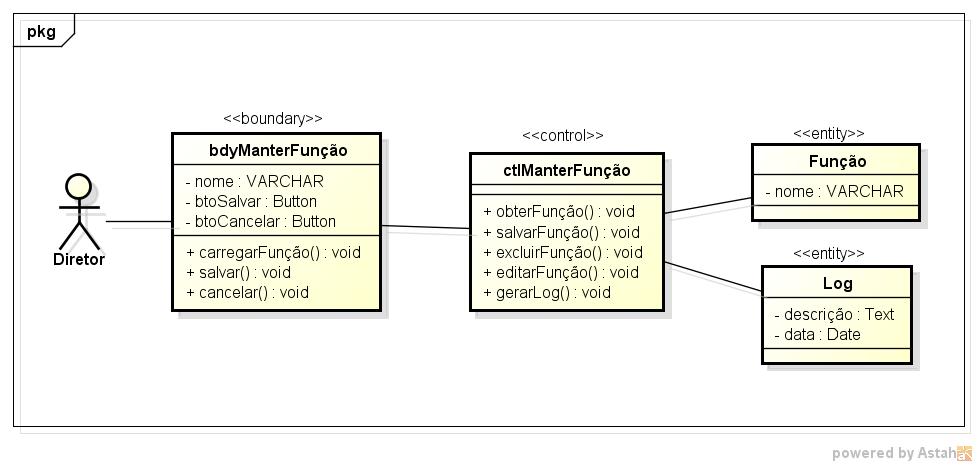 pkg
Diretor
<<boundary>>
bdyManterFunção
- nome : VARCHAR
- btoSalvar : Button
- btoCancelar : Button
+ carregarFunção() : void
+ salvar() : void
+ cancelar() : void
<<control>>
ctlManterFunção
+ obterFunção() : void
+ salvarFunção() : void
+ excluirFunção() : void
+ editarFunção() : void
+ gerarLog() : void
<<entity>>
Função
- nome : VARCHAR
<<entity>>
Log
- descrição : Text
- data : Date
powered by Astah